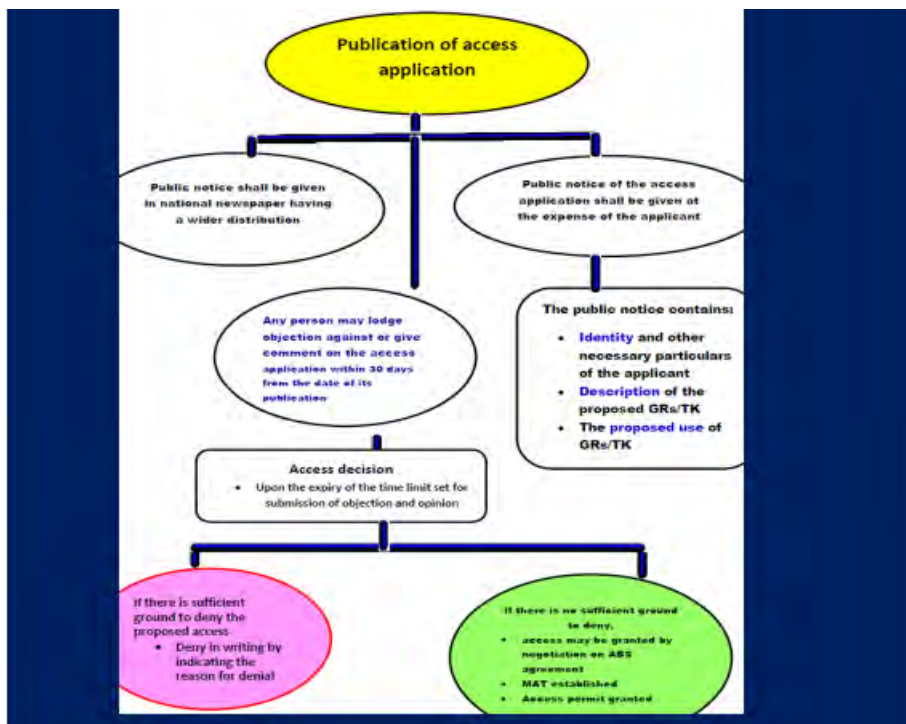 Publication of access
application
Public notice shall be given
in national newspaper having
a wider distribution
Public notice of the access
application shall be given at
the expense of the applicant
Any person may lodge
objection against or give
comment on the access
application within 30 days
from the date of its
publication
The public notice contains:
• Identity and other
necessary particulars
of the applicant
• Description of the
proposed GRs/TK
• The proposed use of
GRs/TK
Access decision
• Upon the expiry of the time limit set for
submission of objection and opinion
If there is sufficient
ground to deny the
proposed access
• Deny in writing by
indicating the
reason for denial
If there is no sufficient ground
to deny,
• access may be granted by
negotiation on ABS
agreement
• MAT established
• Access permit granted